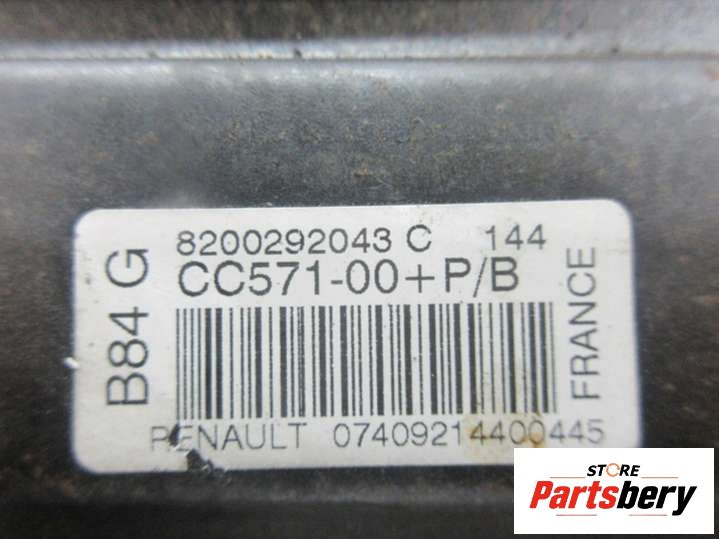 8200292043 C 144
CC571-00+P/B
B84 G
FRANCE
RENAULT 07409214400445
STORE
Partsbery